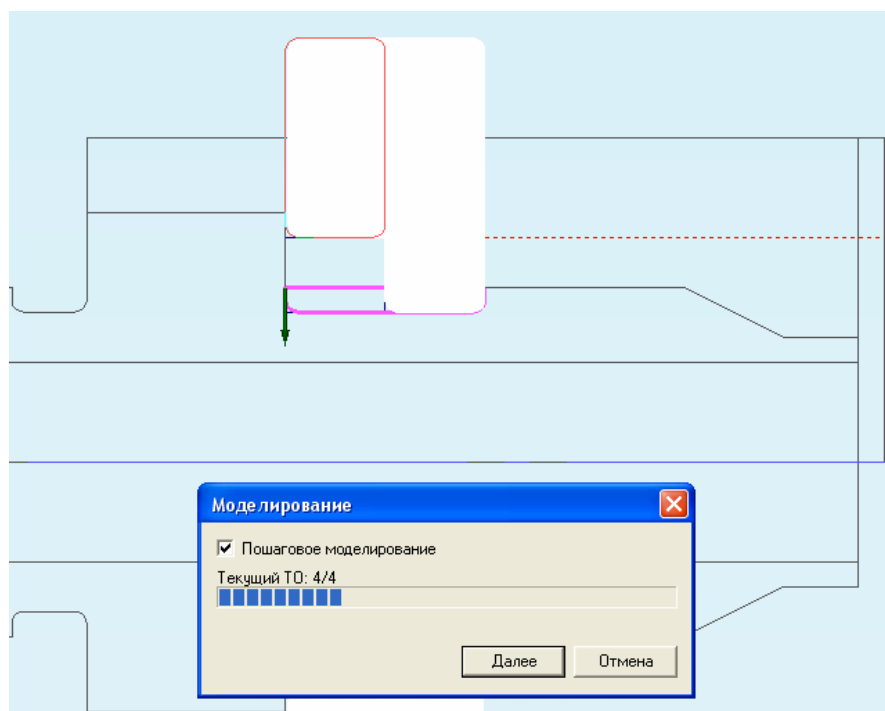 Моделирование
Пошаговое моделирование
Текущий ТО: 4/4
Далее
Отмена